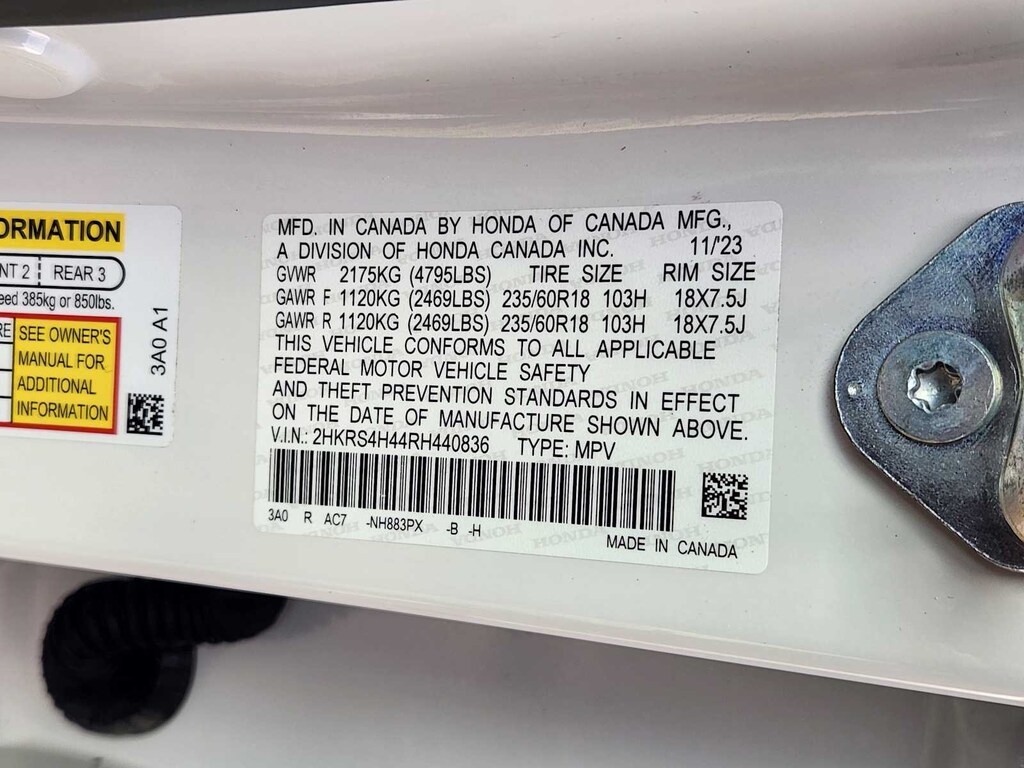 ORMATION
NT 2 REAR 3
eed 385kg or 850lbs.
RE
SEE OWNER'S
MANUAL FOR
ADDITIONAL
INFORMATION
3A0 A1
MFD. IN CANADA BY HONDA OF CANADA MFG.,
A DIVISION OF HONDA CANADA INC. 11/'23
GVWR 2175KG (4795LBS) TIRE SIZE RIM SIZE
GAWR F 1120KG (2469LBS) 235/60R18 103H 18X7.5J
GAWR R 1120KG (2469LBS) 235/60R18 103H 18X7.5J
THIS VEHICLE CONFORMS TO ALL APPLICABLE
FEDERAL MOTOR VEHICLE SAFETY
AND THEFT PREVENTION STANDARDS IN EFFECT
ON THE DATE OF MANUFACTURE SHOWN ABOVE.
V.I.N.: 2HKRS4H44RH440836 TYPE: MPV
3A0 R AC7 -NH883PX -B -H
MADE IN CANADA